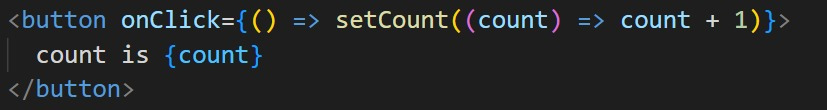 <button onClick={() => setCount((count) => count + 1)}>
  count is {count}
</button>